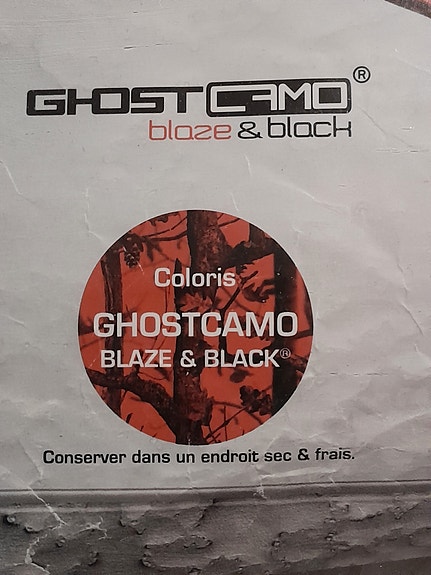 GHOSTCAMO®
blaze & black
Coloris
GHOSTCAMO
BLAZE & BLACK®
Conserver dans un endroit sec & frais.